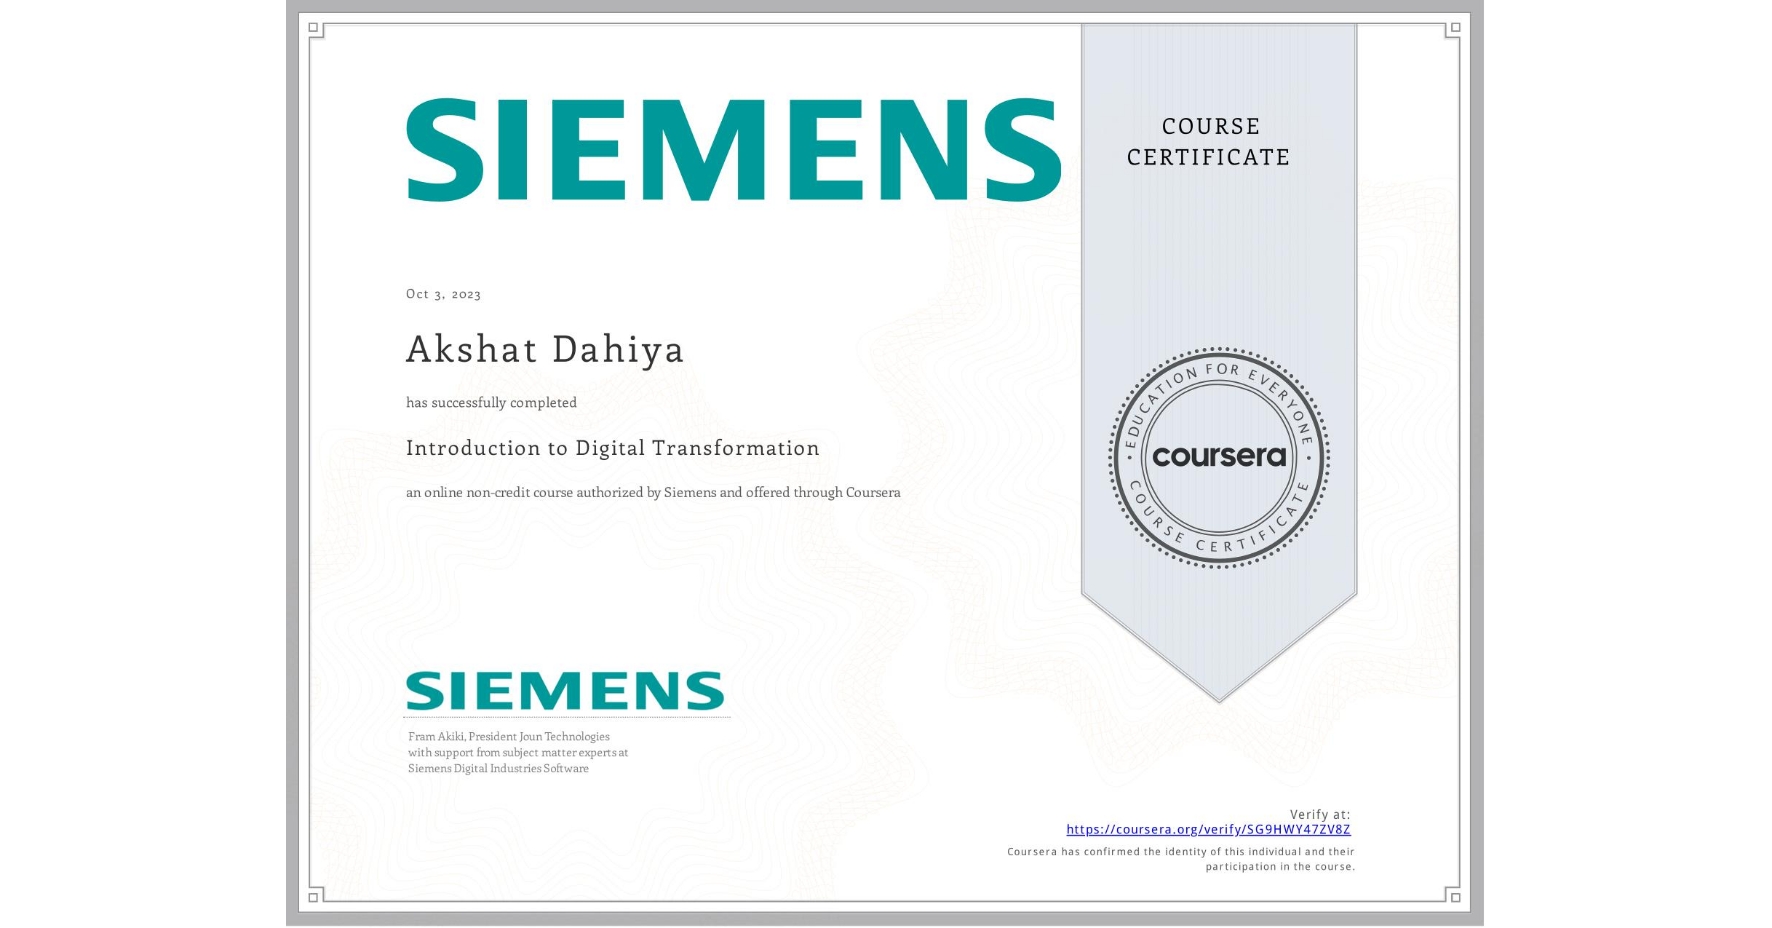 SIEMENS
COURSE
CERTIFICATE
Oct 3, 2023
Akshat Dahiya
has successfully completed
Introduction to Digital Transformation
an online non-credit course authorized by Siemens and offered through Coursera
EDUCATION FOR EVERYONE
coursera
COURSE CERTIFICATE
SIEMENS
Fram Akiki, President Joun Technologies
with support from subject matter experts at
Siemens Digital Industries Software
Verify at:
https://coursera.org/verify/SG9HWY47ZV8Z
Coursera has confirmed the identity of this individual and their
participation in the course.